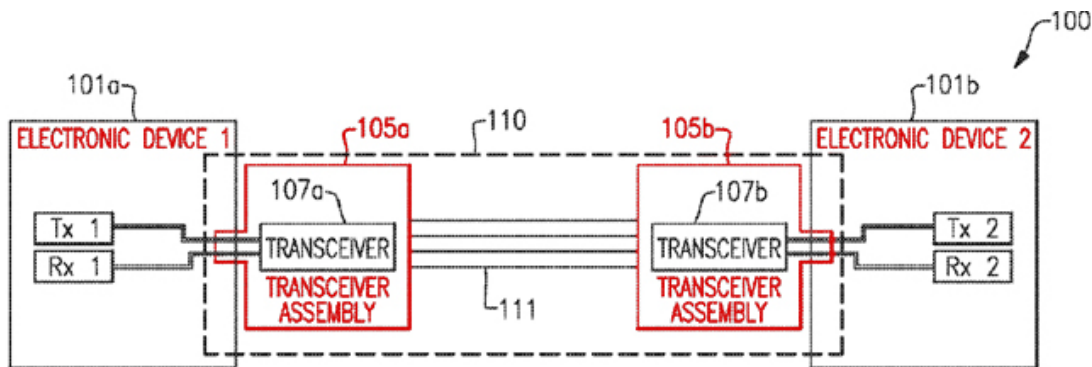 100
101a
101b
105a
110
105b
ELECTRONIC DEVICE 1
ELECTRONIC DEVICE 2
107a
107b
Tx 1
Rx 1
TRANSCEIVER
TRANSCEIVER
Tx 2
Rx 2
TRANSCEIVER
ASSEMBLY
111
TRANSCEIVER
ASSEMBLY